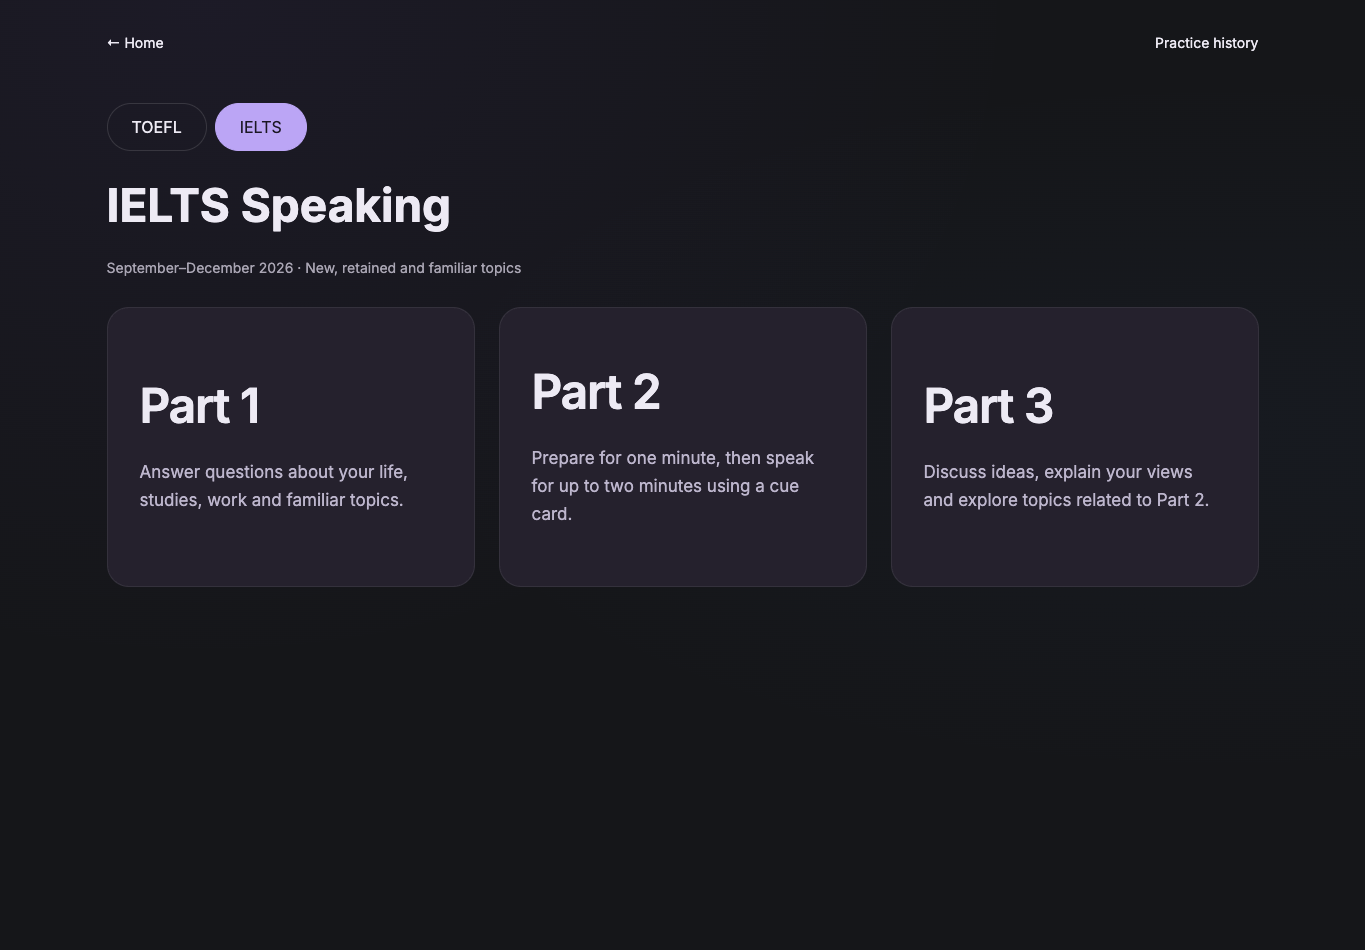 ← Home
Practice history
TOEFL
IELTS
IELTS Speaking
September–December 2026 · New, retained and familiar topics
Part 1
Answer questions about your life,
studies, work and familiar topics.
Part 2
Prepare for one minute, then speak
for up to two minutes using a cue
card.
Part 3
Discuss ideas, explain your views
and explore topics related to Part 2.